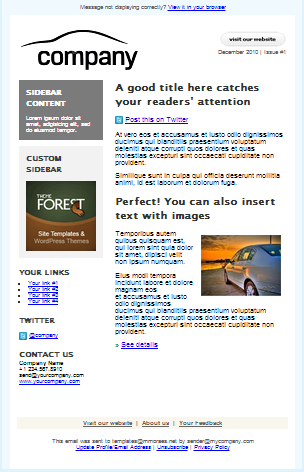 Message not displaying correctly? View it in your browser
company
visit our website
December 2010 | Issue #1
SIDEBAR
CONTENT
Lorem ipsum dolor sit
amet, adipiscing sit, sed
do eiusmod temgor.
CUSTOM
SIDEBAR
THEME
FOREST
Site Templates &
WordPress Themes
YOUR LINKS
Your link #1
Your link #2
Your link #3
Your link #4
TWITTER
@company
CONTACT US
Company Name
+1 234.567.8910
send@yourcompany.com
www.yourcompany.com
A good title here catches
your readers' attention
Post this on Twitter
At vero eos et accusamus et iusto odio dignissimos
ducimus qui blanditiis praesentium voluptatum
deleniti atque corrupti quos dolores et quas
molestias excepturi sint occaecati cupiditate non
provident.
Similique sunt in culpa qui officia deserunt mollitia
animi, id est laborum et dolorum fuga.
Perfect! You can also insert
text with images
Temporibus autem
quibus quisquam est,
qui lorem sint quia dolor
sit amet, dipisci velit
non ipsum numquam.
Eius modi tempora
incidunt labore et dolore
magnam eos
et accusamus et iusto
odio dignissimos
ducimus qui blanditiis praesentium voluptatum
deleniti atque corrupti quos dolores et quas
molestias excepturi sint occaecati cupiditate non
provident.
» See details
Visit our website | About us | Your Feedback
This email was sent to templates@mmorees.net by sender@mycompany.com
Update Profile/Email Address | Unsubscribe | Privacy Policy